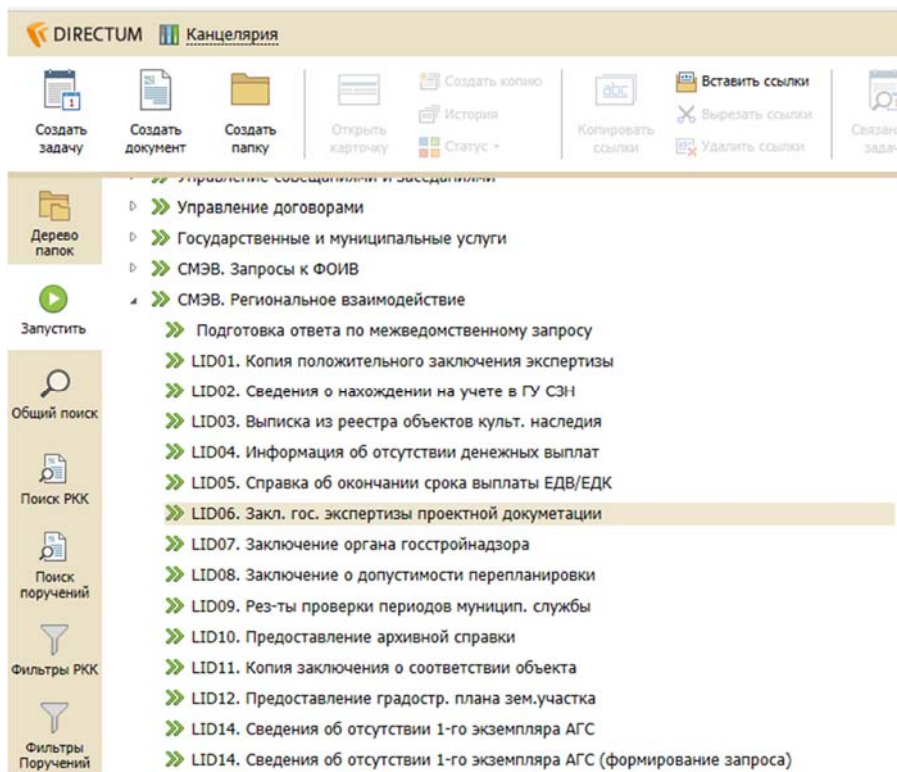 DIRECTUM Канцелярия
Создать задачу
Создать документ
Создать папку
Открыть карточку
Создать копию
История
Статус
Копировать ссылки
Вставить ссылки
Вырезать ссылки
Удалить ссылки
Управление совещаниями и заседаниями
Дерево папок
Управление договорами
Государственные и муниципальные услуги
СМЭВ. Запросы к ФОИВ
СМЭВ. Региональное взаимодействие
Запустить
Подготовка ответа по межведомственному запросу
LID01. Копия положительного заключения экспертизы
LID02. Сведения о нахождении на учете в ГУ СЗН
Общий поиск
LID03. Выписка из реестра объектов культ. наследия
LID04. Информация об отсутствии денежных выплат
LID05. Справка об окончании срока выплаты ЕДВ/ЕДК
Поиск РКК
LID06. Закл. гос. экспертизы проектной докуметации
LID07. Заключение органа госстройнадзора
LID08. Заключение о допустимости перепланировки
Поиск поручений
LID09. Рез-ты проверки периодов муницип. службы
LID10. Предоставление архивной справки
LID11. Копия заключения о соответствии объекта
Фильтры РКК
LID12. Предоставление градостр. плана зем.участка
LID14. Сведения об отсутствии 1-го экземпляра АГС
Фильтры Поручений
LID14. Сведения об отсутствии 1-го экземпляра АГС (формирование запроса)